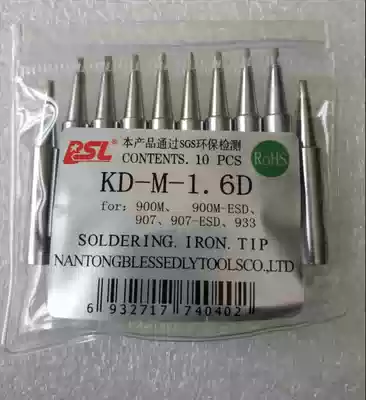 BSL
本产品通过SGS环保检测
CONTENTS. 10 PCS
RoHS
KD-M-1.6D
for: 900M、 900M-ESD、
907、907-ESD、933
SOLDERING. IRON. TIP
NANTONGBLESSEDLYTOOLSCO.,LTD
6 932717 740402